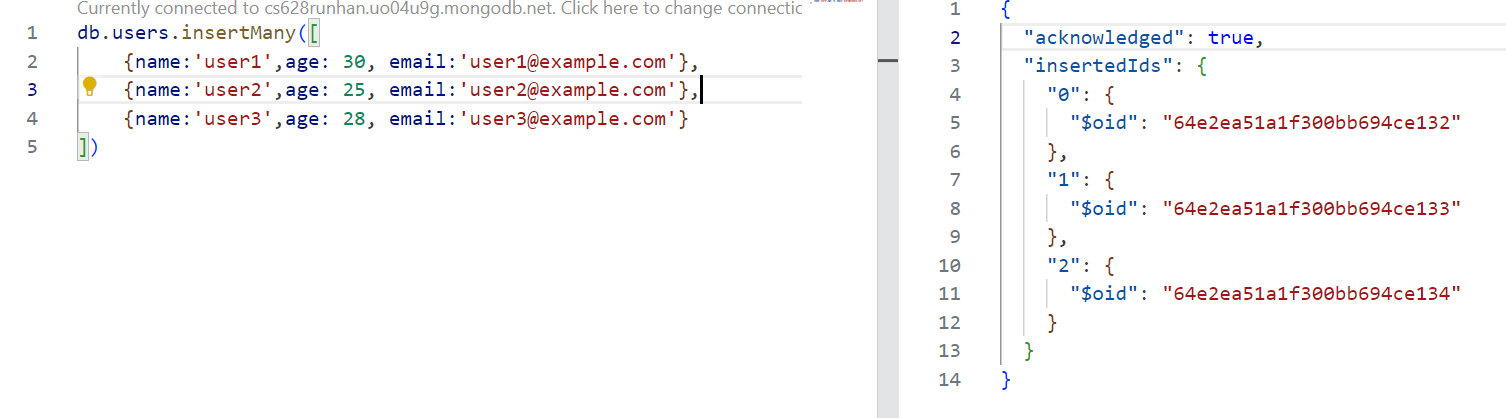 Currently connected to cs628runhan.uo04u9g.mongodb.net. Click here to change connectic
1 db.users.insertMany([
2 {name:'user1',age: 30, email:'user1@example.com'},
3 {name:'user2',age: 25, email:'user2@example.com'},
4 {name:'user3',age: 28, email:'user3@example.com'}
5 ])
1 {
2 "acknowledged": true,
3 "insertedIds": {
4 "0": {
5 "$oid": "64e2ea51a1f300bb694ce132"
6 },
7 "1": {
8 "$oid": "64e2ea51a1f300bb694ce133"
9 },
10 "2": {
11 "$oid": "64e2ea51a1f300bb694ce134"
12 }
13 }
14 }